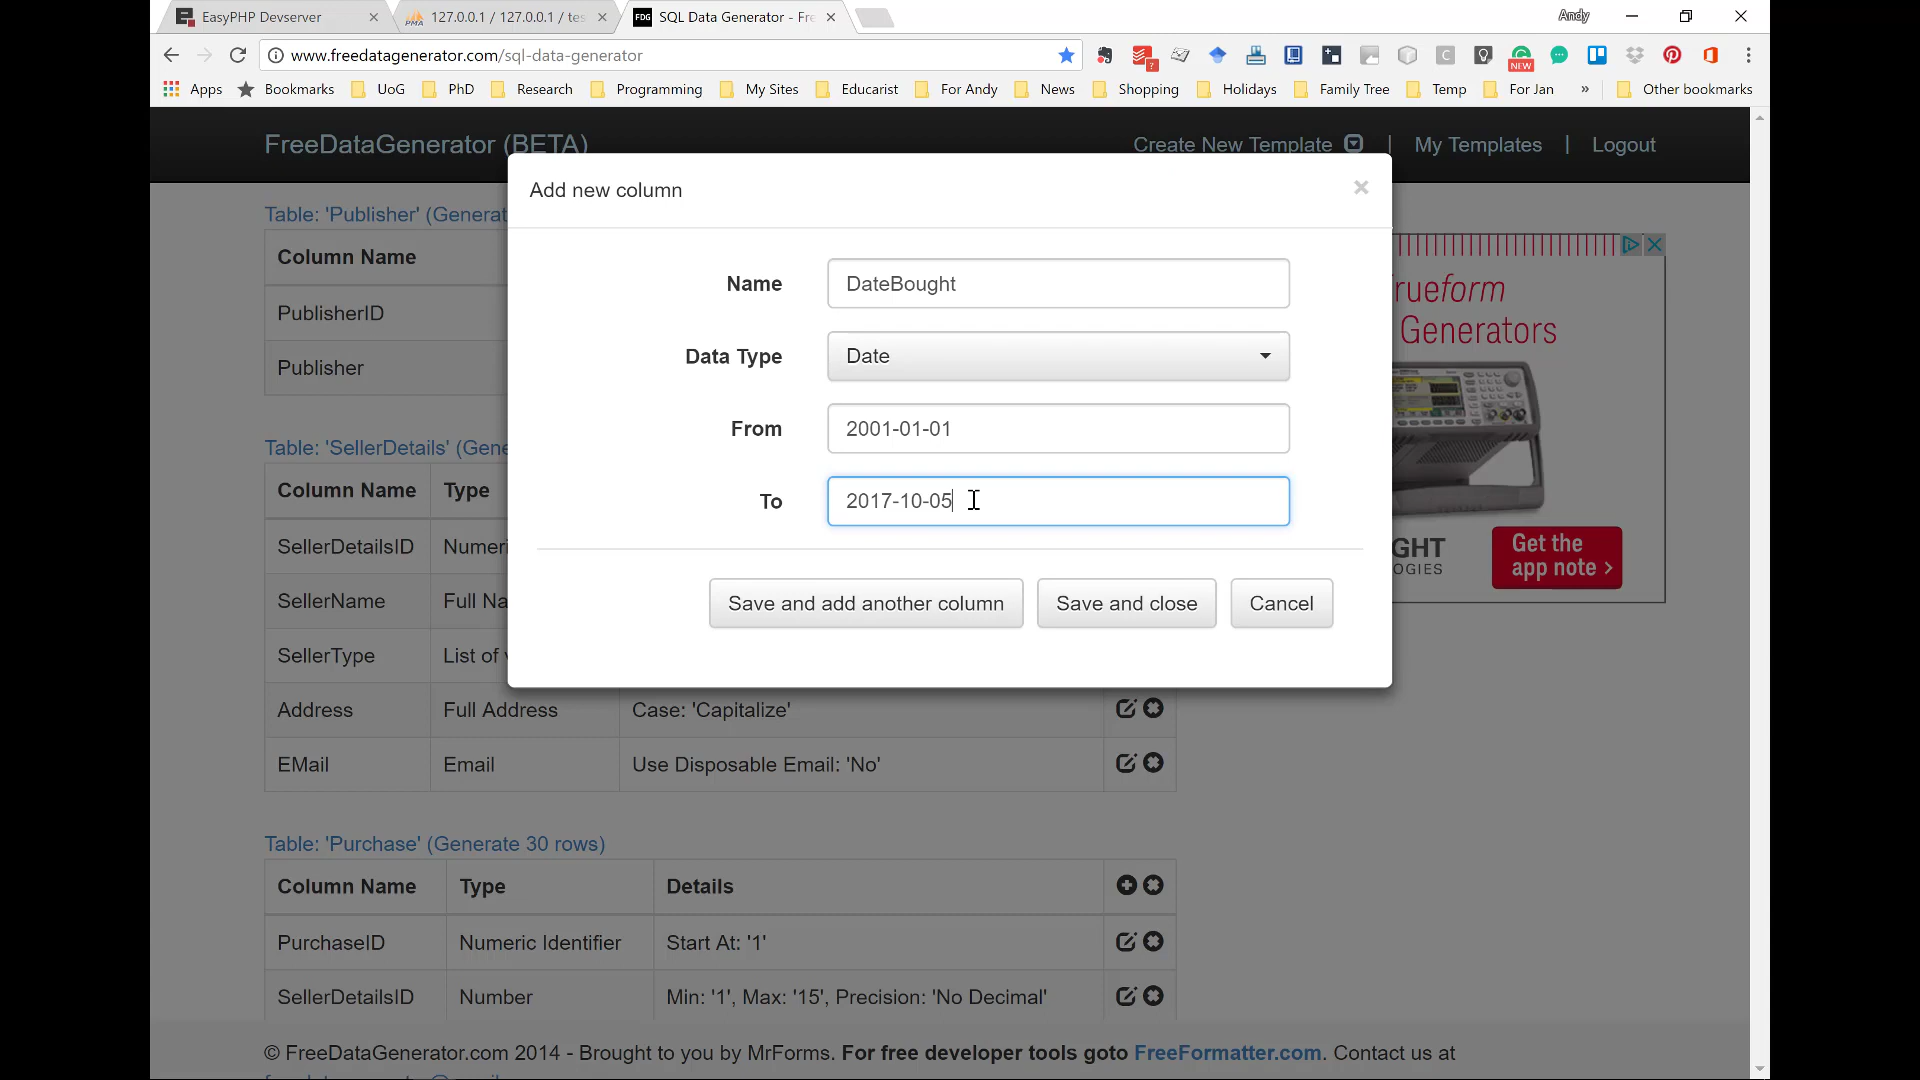 EasyPHP Devserver
127.0.0.1 / 127.0.0.1 / tes
FDG SQL Data Generator - Fre
Andy
www.freedatagenerator.com/sql-data-generator
NEW
Apps Bookmarks UoG PhD Research Programming My Sites Educarist For Andy News Shopping Holidays Family Tree Temp For Jan » Other bookmarks
FreeDataGenerator (BETA)
Create New Template | My Templates | Logout
Add new column
Name DateBought
Data Type Date
From 2001-01-01
To 2017-10-05
Save and add another column Save and close Cancel
Table: 'Publisher' (Generat
Column Name
PublisherID
Publisher
Table: 'SellerDetails' (Gene
Column Name Type
SellerDetailsID Numeri
SellerName Full Na
SellerType List of v
Address Full Address Case: 'Capitalize'
EMail Email Use Disposable Email: 'No'
Table: 'Purchase' (Generate 30 rows)
Column Name Type Details
PurchaseID Numeric Identifier Start At: '1'
SellerDetailsID Number Min: '1', Max: '15', Precision: 'No Decimal'
rueform
Generators
GHT
OGIES
Get the
app note >
© FreeDataGenerator.com 2014 - Brought to you by MrForms. For free developer tools goto FreeFormatter.com. Contact us at